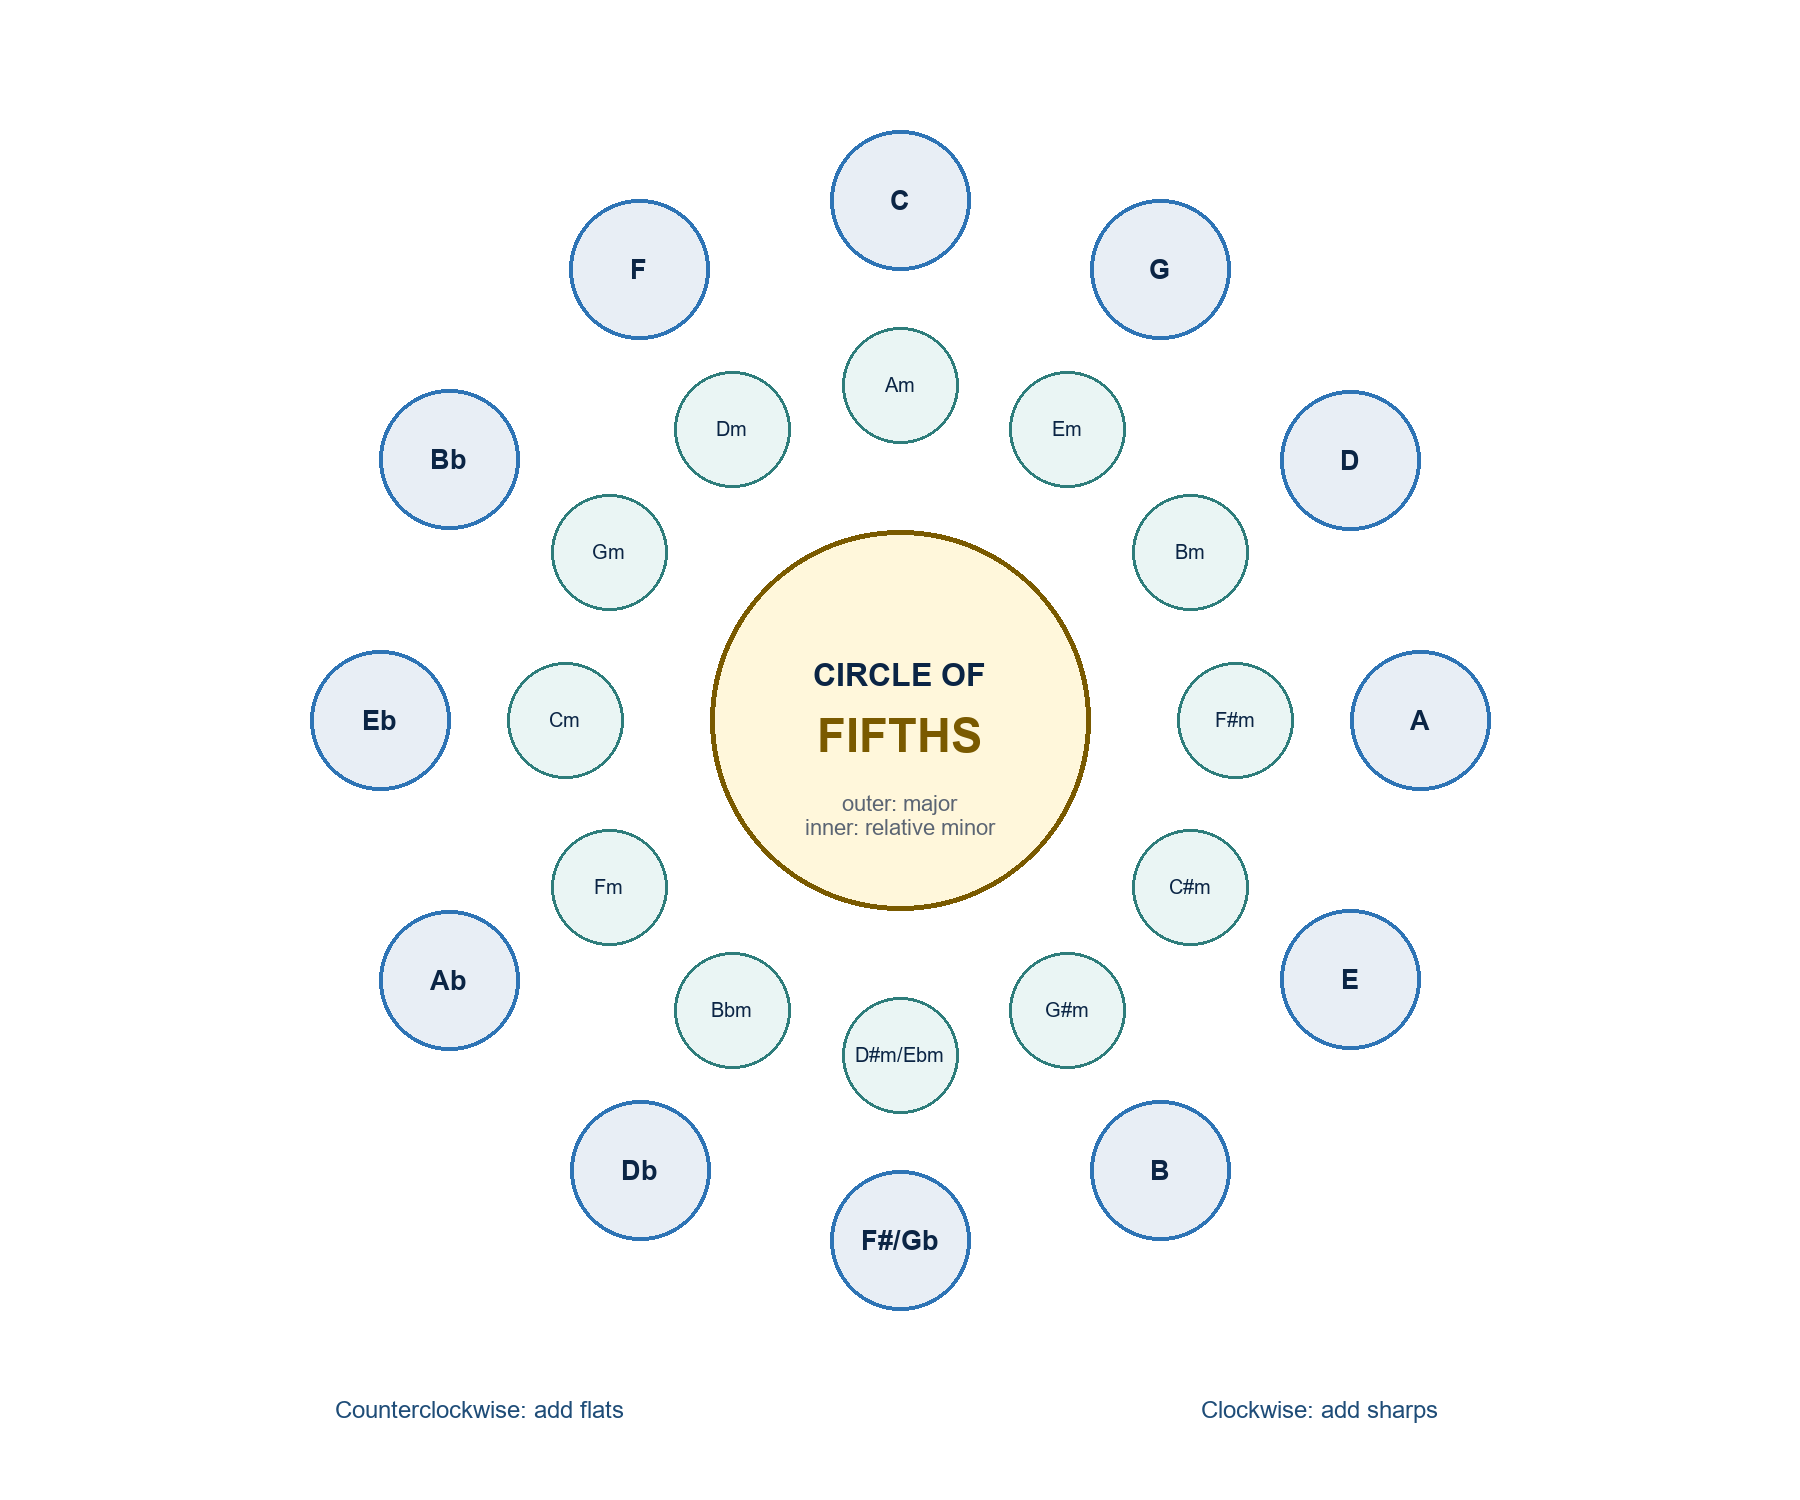 C
F
G
Am
Dm
Em
Bb
D
Gm
Bm
CIRCLE OF
FIFTHS
outer: major
inner: relative minor
Eb
Cm
F#m
A
Fm
C#m
Ab
E
Bbm
G#m
D#m/Ebm
Db
B
F#/Gb
Counterclockwise: add flats
Clockwise: add sharps